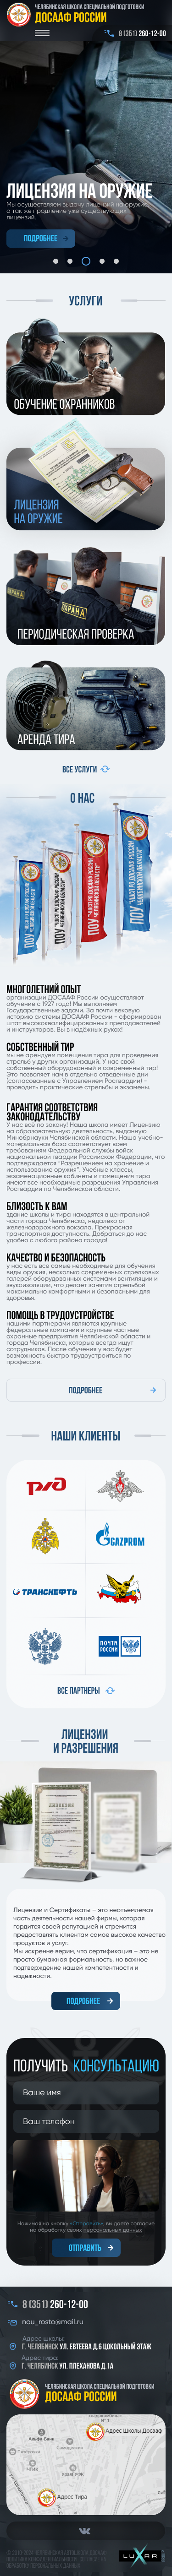 ЧЕЛЯБИНСКАЯ ШКОЛА СПЕЦИАЛЬНОЙ ПОДГОТОВКИ
ДОСААФ РОССИИ
8 (351) 260-12-00
ЛИЦЕНЗИЯ НА ОРУЖИЕ
Мы осуществляем выдачу лицензий на оружие,
а так же продление уже существующих
лицензий.
ПОДРОБНЕЕ
УСЛУГИ
ОБУЧЕНИЕ ОХРАННИКОВ
ЛИЦЕНЗИЯ
НА ОРУЖИЕ
ОХРАНА
ОХРАНА
ПЕРИОДИЧЕСКАЯ ПРОВЕРКА
АРЕНДА ТИРА
ВСЕ УСЛУГИ
О НАС
МНОГОЛЕТНИЙ ОПЫТ
организации ДОСААФ России осуществляют
обучение с 1927 года! Мы выполняем
Государственные задачи. За почти вековую
историю система ДОСААФ России - сформирован
штат высококвалифицированных преподавателей
и инструкторов. Вы в надёжных руках!
СОБСТВЕННЫЙ ТИР
мы не арендуем помещения тира для проведения
стрельб у других организаций. У нас свой
собственный оборудованный и современный тир!
Это позволяет нам в отдельно отведенные дни
(согласованные с Управлением Росгвардии) -
проводить практические стрельбы и экзамены.
ГАРАНТИЯ СООТВЕТСТВИЯ
ЗАКОНОДАТЕЛЬСТВУ
У нас всё по закону! Наша школа имеет Лицензию
на образовательную деятельность, выданную
Минобрнауки Челябинской области. Наша учебно-
материальная база соответствует всем
требованиям Федеральной службы войск
национальной гвардии Российской Федерации, что
подтверждается "Разрешением на хранение и
использование оружия". Учебные классы,
экзаменационные кабинеты и помещения тира
имеют все необходимые разрешения Управления
Росгвардии по Челябинской области.
БЛИЗОСТЬ К ВАМ
здание школы и тира находятся в центральной
части города Челябинск, недалеко от
железнодорожного вокзала. Прекрасная
транспортная доступность. Добраться до нас
удобно с любого района города!
КАЧЕСТВО И БЕЗОПАСНОСТЬ
у нас есть все самые необходимые для обучения
виды оружия, наличие современных стрелковых
галерей оборудованных системами вентиляции и
звукоизоляции, что делает занятия стрельбой
максимально комфортными и безопасными для
здоровья.
ПОМОЩЬ В ТРУДОУСТРОЙСТВЕ
нашими партнерами являются крупные
федеральные компании и крупные частные
охранные предприятия Челябинской области и
города Челябинска, которые всегда ищут
сотрудников. После обучения у вас будет
возможность быстро трудоустроиться по
профессии.
ПОДРОБНЕЕ
НАШИ КЛИЕНТЫ
GAZPROM
ТРАНСНЕФТЬ
ПОЧТА
РОССИИ
ВСЕ ПАРТНЕРЫ
ЛИЦЕНЗИИ
И РАЗРЕШЕНИЯ
Лицензии и Сертификаты – это неотъемлемая
часть деятельности нашей фирмы, которая
гордится своей репутацией и стремится
предоставлять клиентам самое высокое качество
продуктов и услуг.
Мы искренне верим, что сертификация – это не
просто бумажная формальность, но важное
подтверждение нашей компетентности и
надежности.
ПОДРОБНЕЕ
ПОЛУЧИТЬ КОНСУЛЬТАЦИЮ
Ваше имя
Ваш телефон
Нажимая на кнопку «Отправить», вы даете согласие
на обработку своих персональных данных
ОТПРАВИТЬ
8 (351) 260-12-00
nou_rosto@mail.ru
Адрес школы:
Г. ЧЕЛЯБИНСК УЛ. ЕВТЕЕВА Д.6 ЦОКОЛЬНЫЙ ЭТАЖ
Адрес тира:
Г. ЧЕЛЯБИНСК УЛ. ПЛЕХАНОВА Д.1А
ЧЕЛЯБИНСКАЯ ШКОЛА СПЕЦИАЛЬНОЙ ПОДГОТОВКИ
ДОСААФ РОССИИ
Адрес Школы Досааф
Альфа-Банк
Адрес Тира
LUXAR